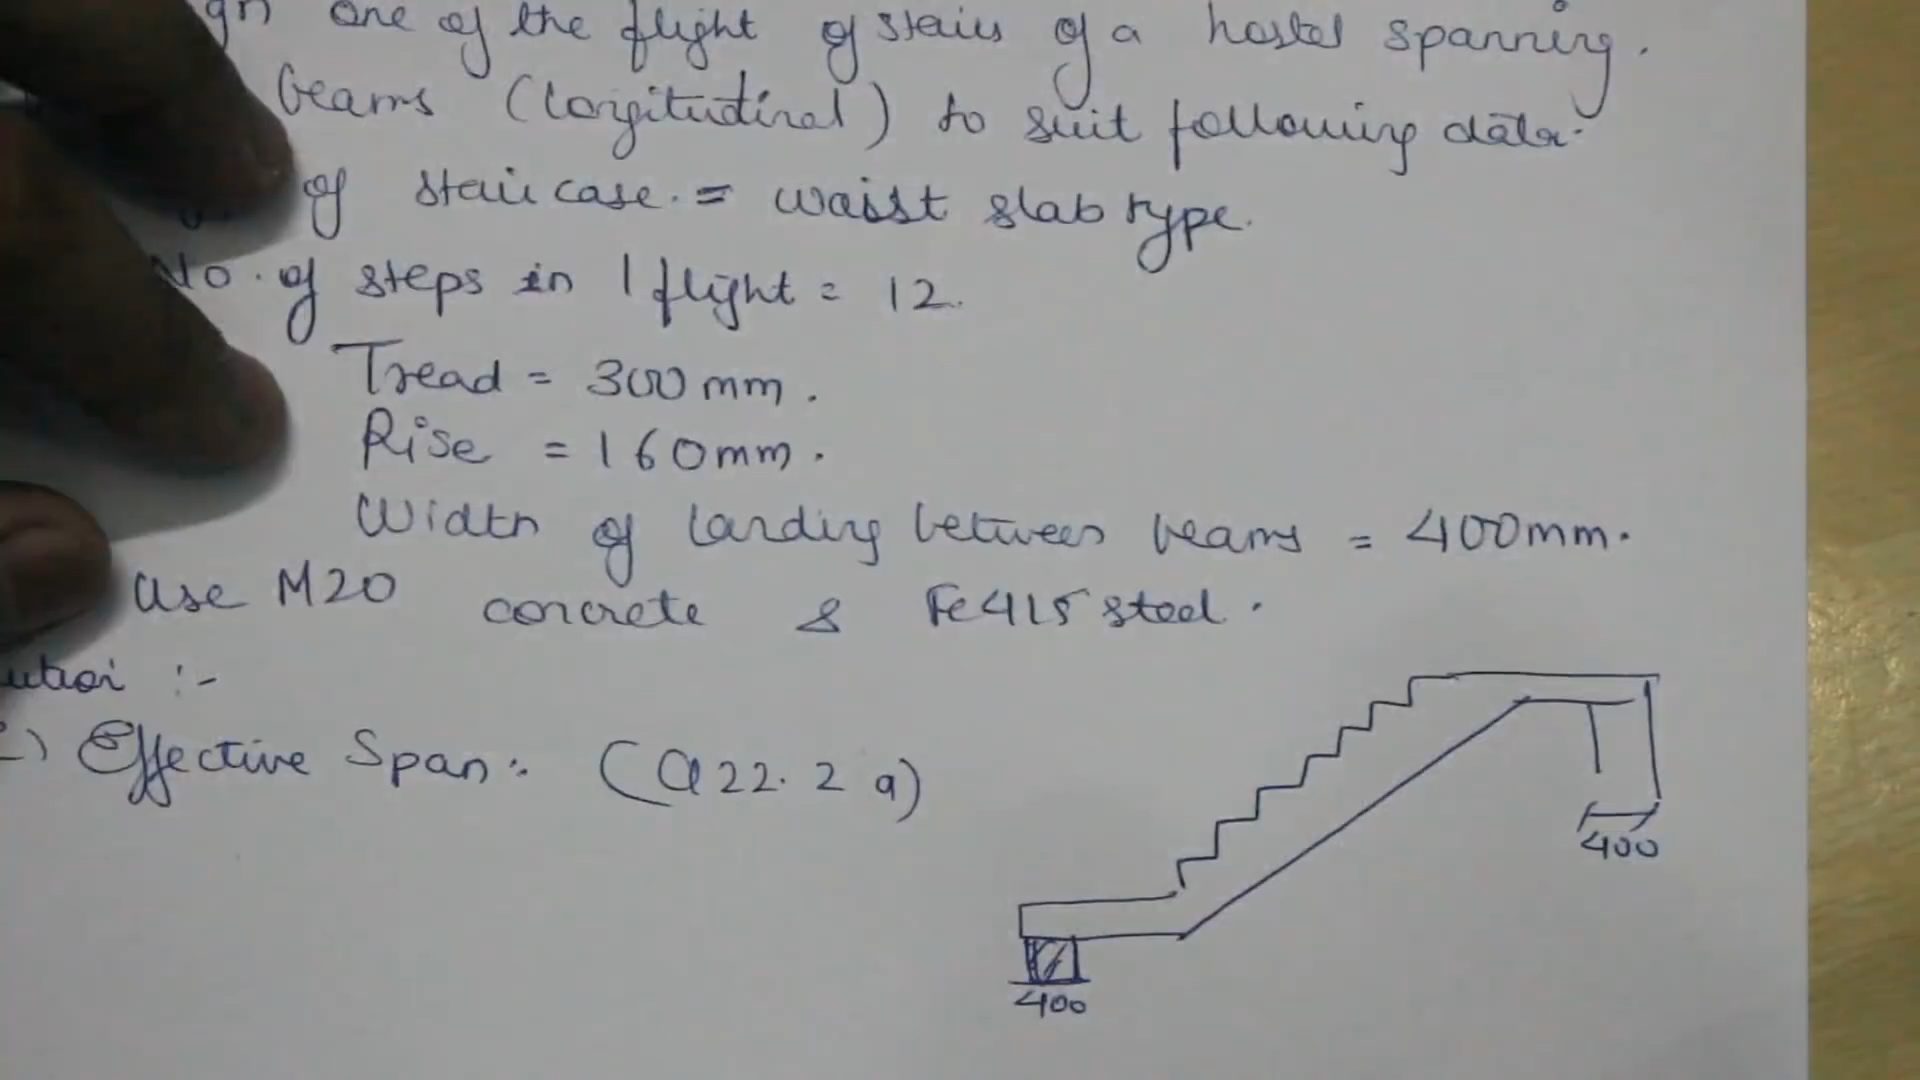 one of the flight of stairs of a hostel spanning.
beams (longitudinal) to suit following data.
of staircase. = waist slab type.
No. of steps in 1 flight = 12.
Tread = 300mm.
Rise = 160mm.
Width of landing between beams = 400mm.
Use M20 concrete & Fe415 steel.
:-
Effective Span:. (Cl 22.2 a)
400
400